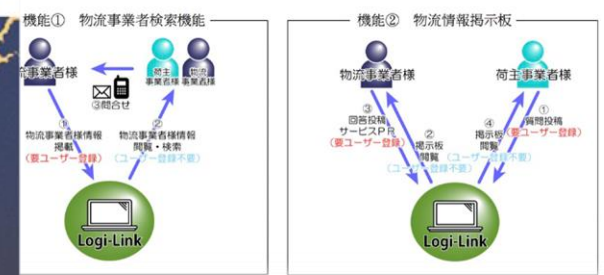 機能① 物流事業者検索機能
流事業者様
荷主
事業者様
物流
事業者様
③問合せ
①
物流事業者様情報
掲載
（要ユーザー登録）
②
物流事業者様情報
閲覧・検索
（ユーザー登録不要）
Logi-Link
機能② 物流情報掲示板
物流事業者様
荷主事業者様
③
回答投稿
サービスPR
（要ユーザー登録）
②
掲示板
閲覧
（ユーザー登録不要）
④
掲示板
閲覧
（ユーザー登録不要）
①
質問投稿
（要ユーザー登録）
Logi-Link